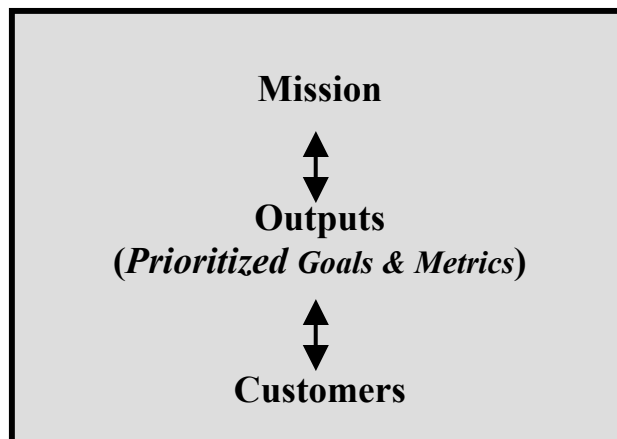 Mission
Outputs
(Prioritized Goals & Metrics)
Customers